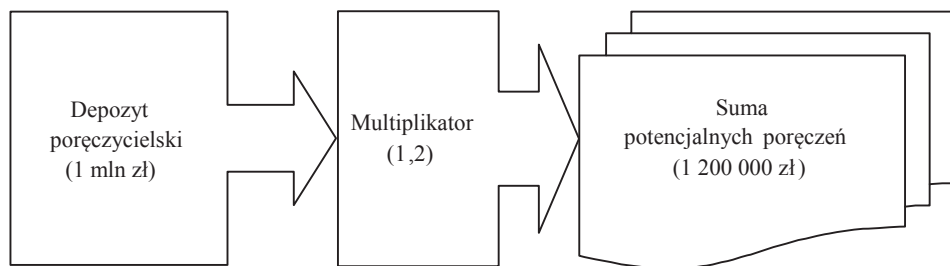 Depozyt
poręczycielski
(1 mln zł)
Multiplikator
(1,2)
Suma
potencjalnych poręczeń
(1 200 000 zł)